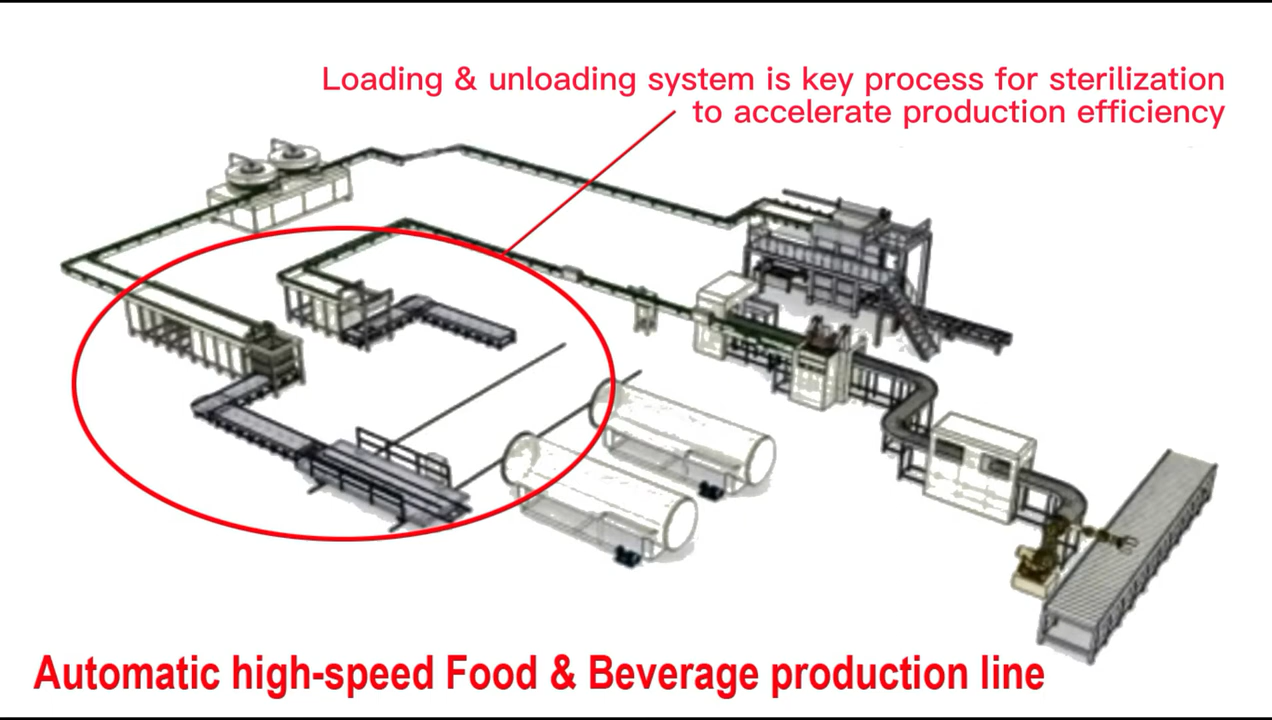 Loading & unloading system is key process for sterilization
to accelerate production efficiency
Automatic high-speed Food & Beverage production line